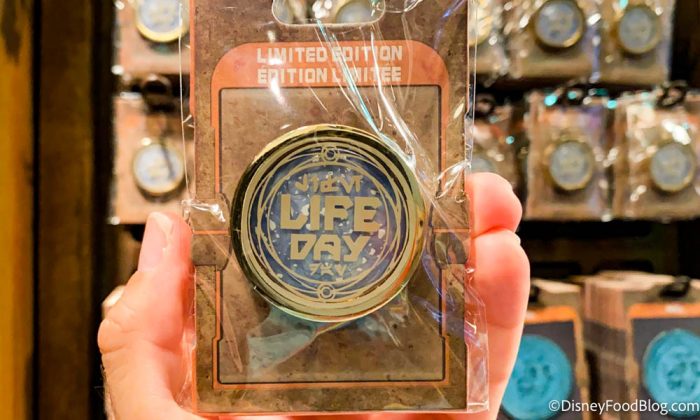 LIMITED EDITION
ÉDITION LIMITÉE
LIFE
DAY
©DisneyFoodBlog.com